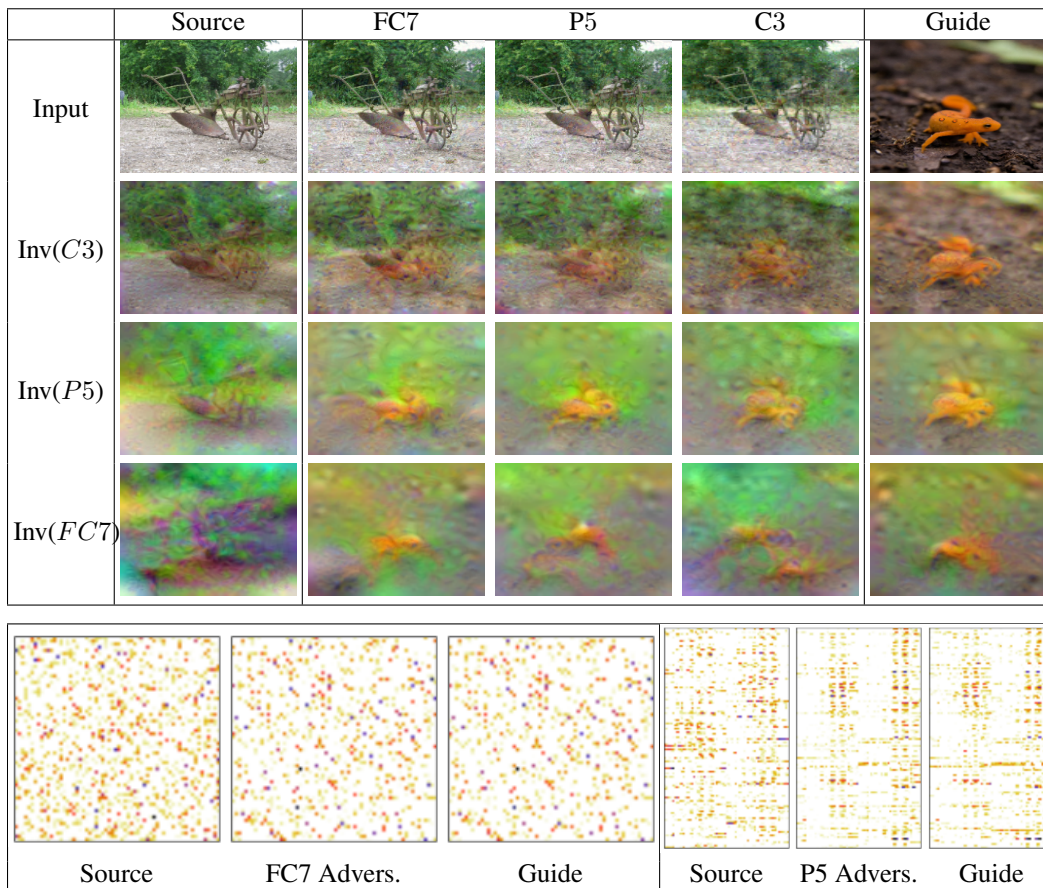 Source FC7 P5 C3 Guide
Input
Inv(C3)
Inv(P5)
Inv(FC7)
Source FC7 Advers. Guide Source P5 Advers. Guide